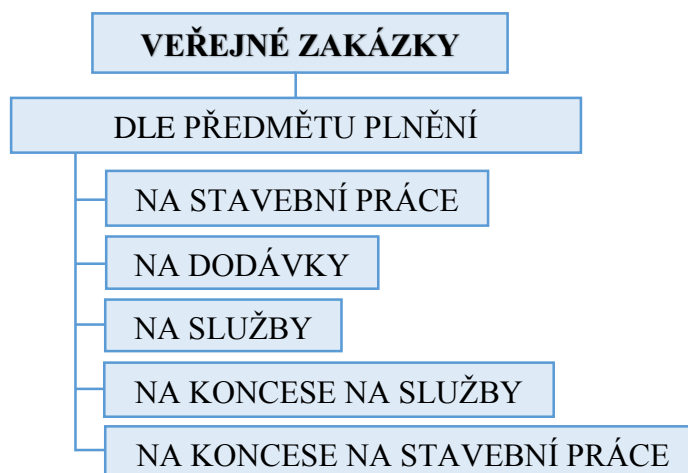 VEŘEJNÉ ZAKÁZKY
DLE PŘEDMĚTU PLNĚNÍ
NA STAVEBNÍ PRÁCE
NA DODÁVKY
NA SLUŽBY
NA KONCESE NA SLUŽBY
NA KONCESE NA STAVEBNÍ PRÁCE